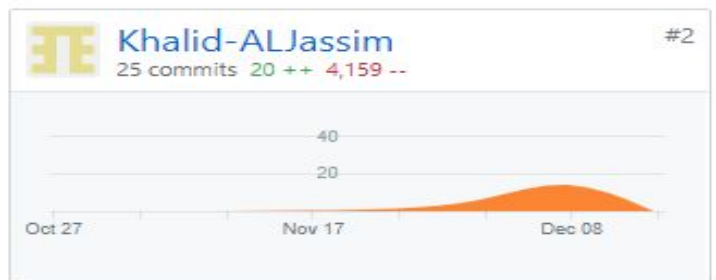 Khalid-ALJassim #2
25 commits 20 ++ 4,159 --
40
20
Oct 27 Nov 17 Dec 08